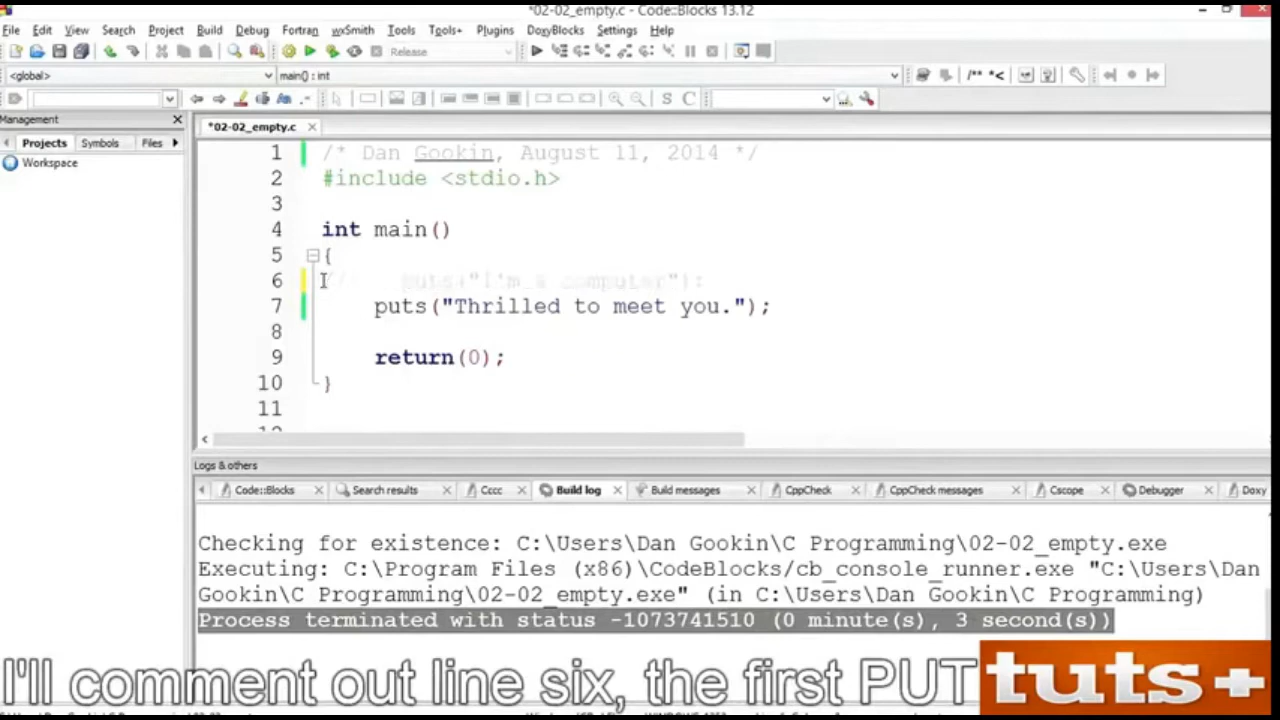 *02-02_empty.c - Code::Blocks 13.12
File Edit View Search Project Build Debug Fortran wxSmith Tools Tools+ Plugins DoxyBlocks Settings Help
Release
<global> main() : int
/** *<
S C
Management
*02-02_empty.c
Projects Symbols Files
Workspace
1 /* Dan Gookin, August 11, 2014 */
2 #include <stdio.h>
3
4 int main()
5 {
6 // puts("I'm a computer");
7 puts("Thrilled to meet you.");
8
9 return(0);
10 }
11
Logs & others
Code::Blocks Search results Cccc Build log Build messages CppCheck CppCheck messages Cscope Debugger Doxy
Checking for existence: C:\Users\Dan Gookin\C Programming\02-02_empty.exe
Executing: C:\Program Files (x86)\CodeBlocks/cb_console_runner.exe "C:\Users\Dan
Gookin\C Programming\02-02_empty.exe" (in C:\Users\Dan Gookin\C Programming)
Process terminated with status -1073741510 (0 minute(s), 3 second(s))
I'll comment out line six, the first PUT
tuts+